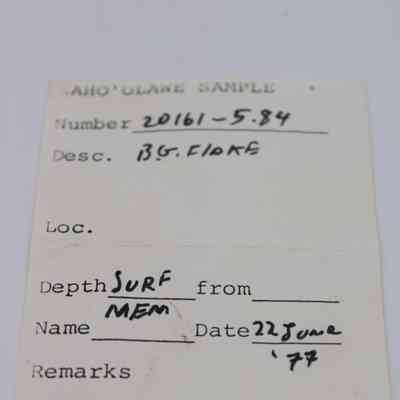 AHO'OLAWE SAMPLE
Number 20161-5.84
Desc. BG. FLAKE
Loc.
Depth SURF from
Name MEM Date 22 June '77
Remarks